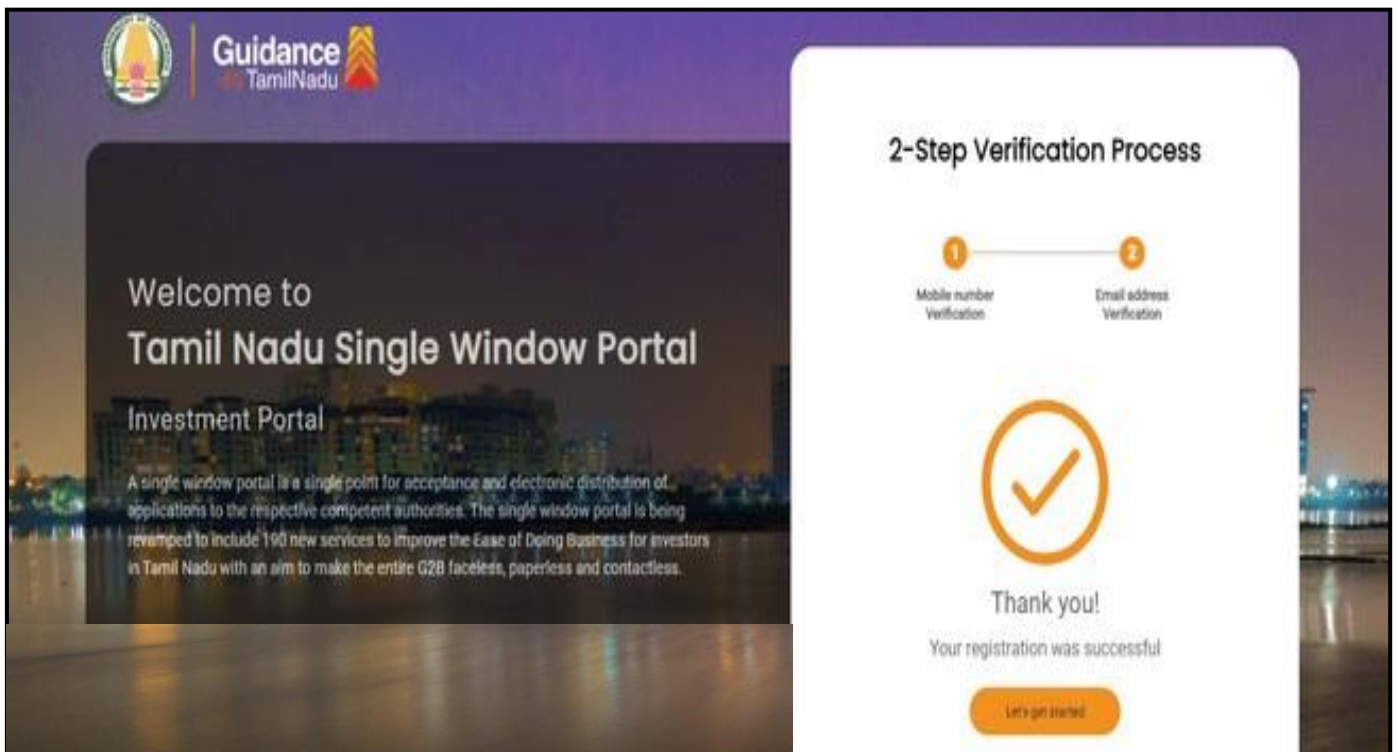 Guidance
TamilNadu
Welcome to
Tamil Nadu Single Window Portal
Investment Portal
A single window portal is a single point for acceptance and electronic distribution of
applications to the respective competent authorities. The single window portal is being
revamped to include 190 new services to improve the Ease of Doing Business for investors
in Tamil Nadu with an aim to make the entire G2B faceless, paperless and contactless.
2-Step Verification Process
1
2
Mobile number
Verification
Email address
Verification
Thank you!
Your registration was successful
Let's get started